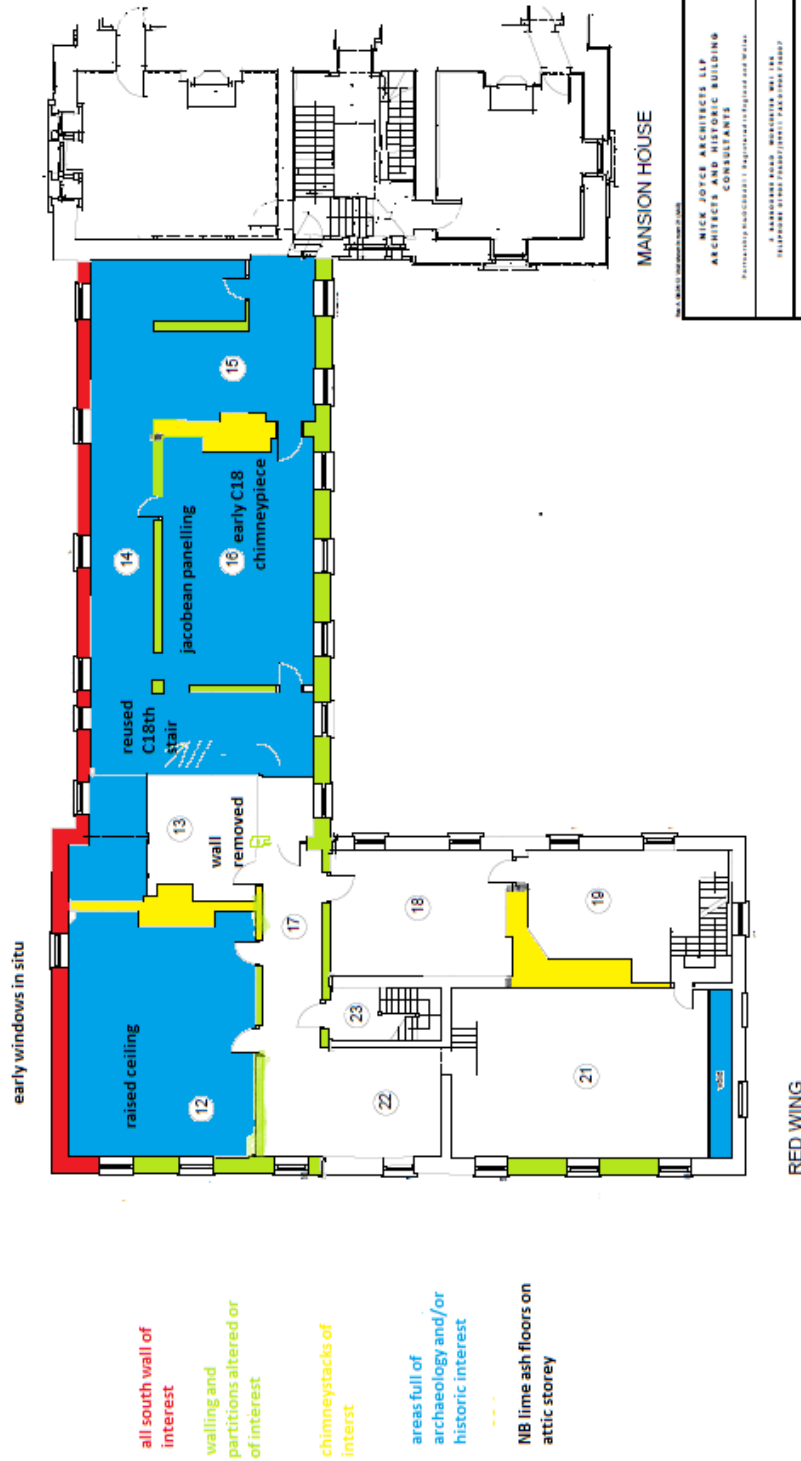 early windows in situ
raised ceiling
12
13
wall
removed
reused
C18th
stair
14
jacobean panelling
16
early C18
chimneypiece
15
17
18
19
23
22
21
void
MANSION HOUSE
RED WING
all south wall of
interest
walling and
partitions altered or
of interest
chimneystacks of
interst
areas full of
archaeology and/or
historic interest
NB lime ash floors on
attic storey
NICK JOYCE ARCHITECTS LLP
ARCHITECTS AND HISTORIC BUILDING
CONSULTANTS